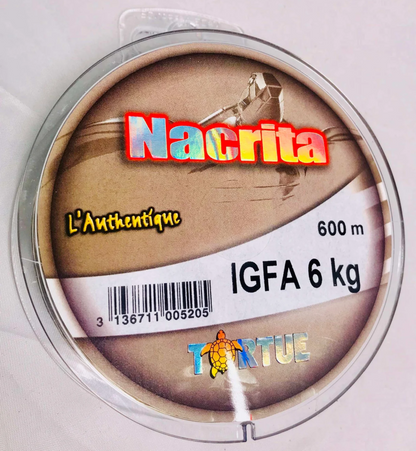 Nacrita
L'Authentique
600 m
IGFA 6 kg
3 136711 005205
TORTUE